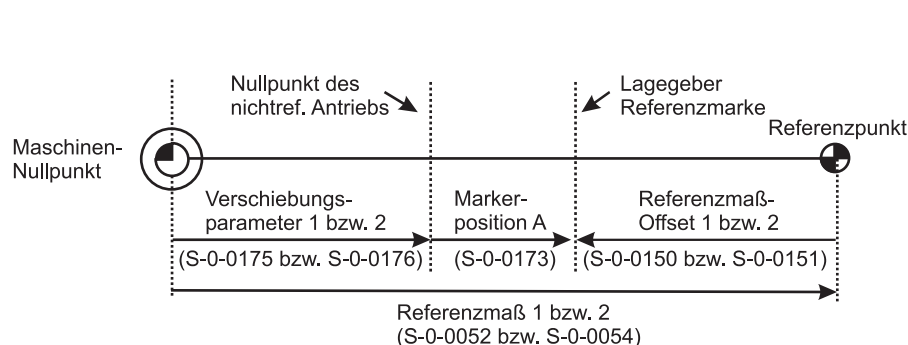 Nullpunkt des
nichtref. Antriebs
Lagegeber
Referenzmarke
Referenzpunkt
Maschinen-
Nullpunkt
Verschiebungs-
parameter 1 bzw. 2
(S-0-0175 bzw. S-0-0176)
Marker-
position A
(S-0-0173)
Referenzmaß-
Offset 1 bzw. 2
(S-0-0150 bzw. S-0-0151)
Referenzmaß 1 bzw. 2
(S-0-0052 bzw. S-0-0054)